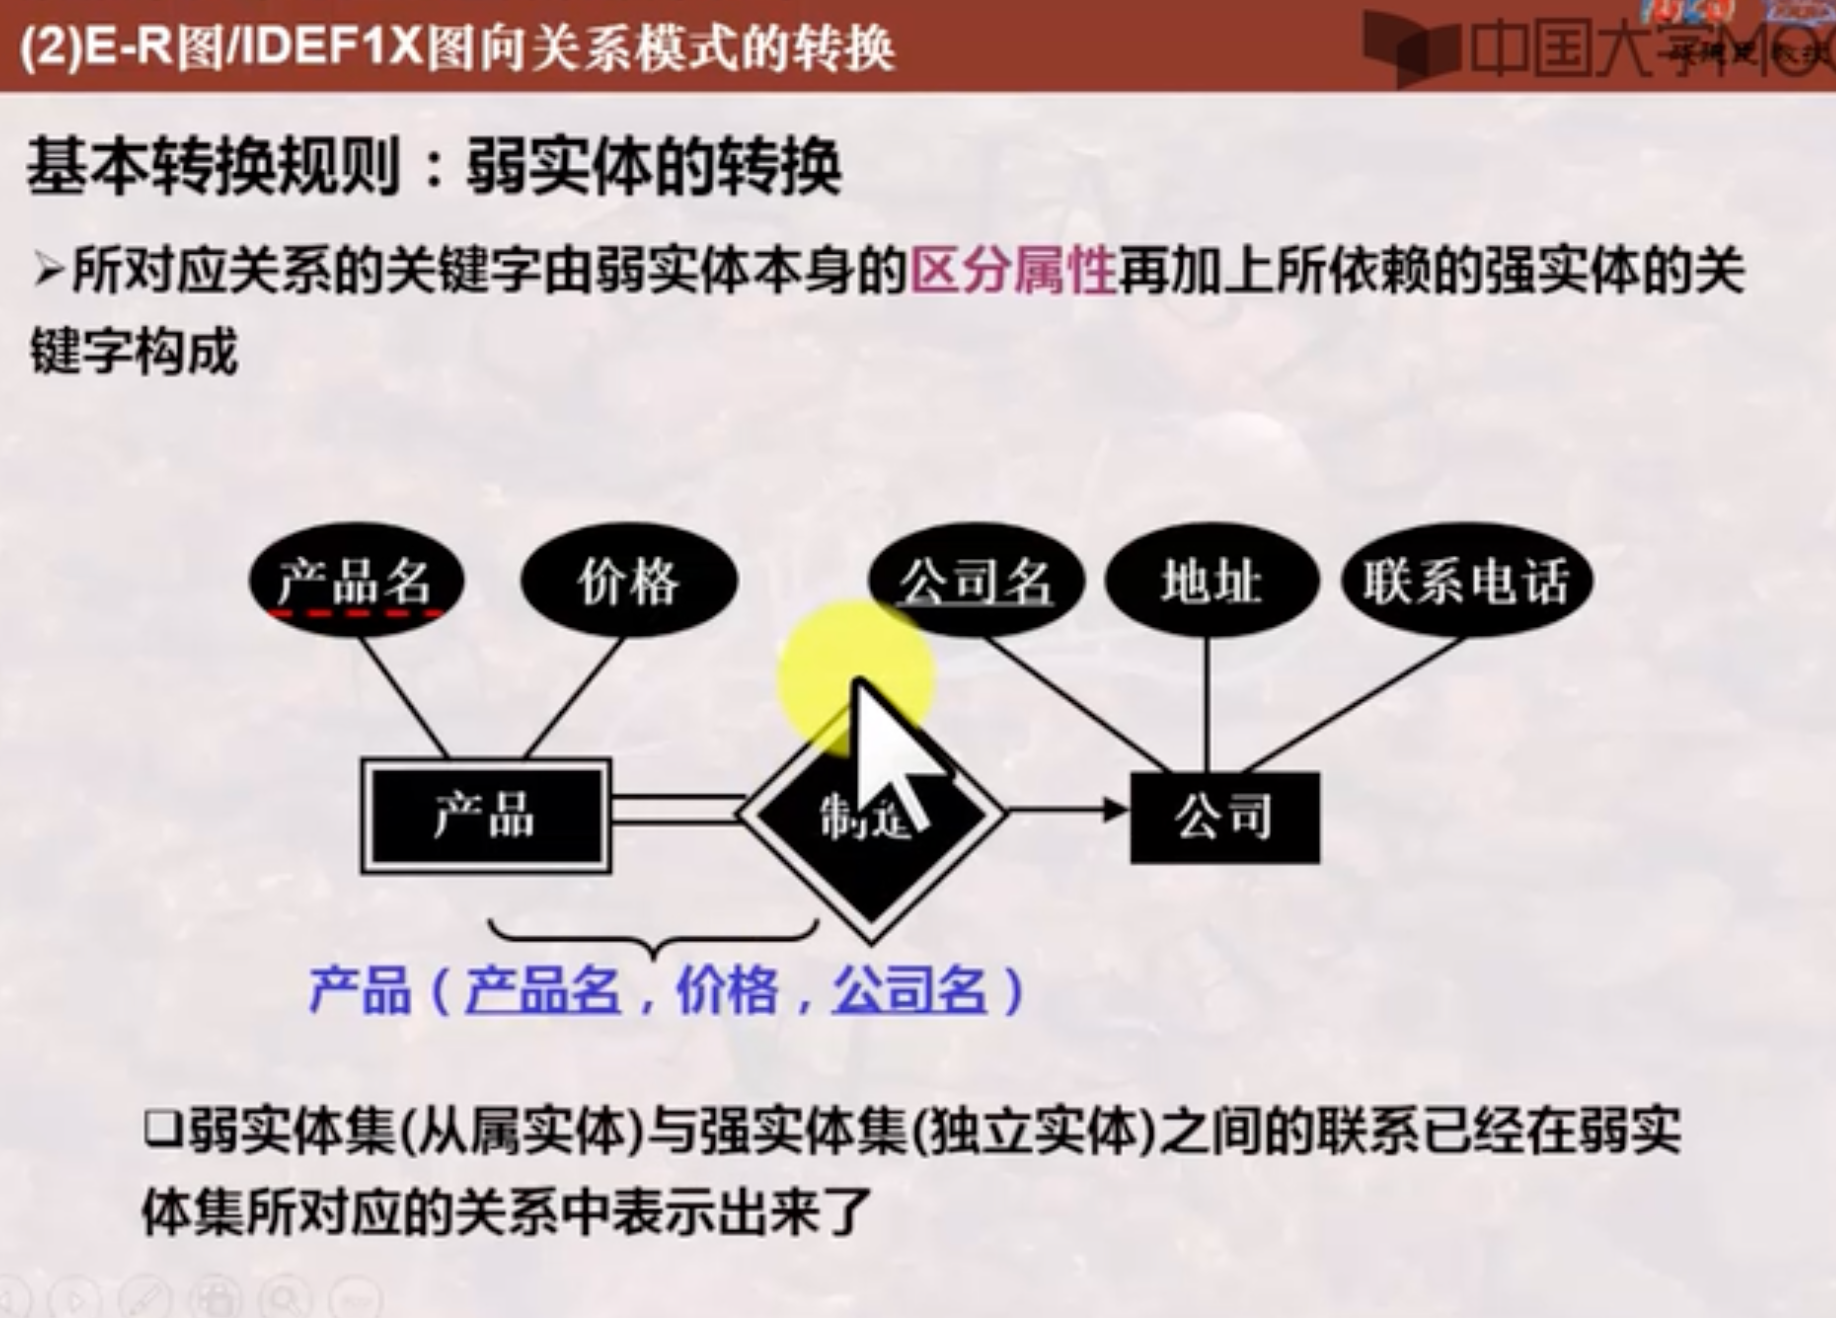 (2)E-R图/IDEF1X图向关系模式的转换
中国大学MOO
基本转换规则：弱实体的转换
➢所对应关系的关键字由弱实体本身的区分属性再加上所依赖的强实体的关
键字构成
产品名 价格 公司名 地址 联系电话
产品 制造 公司
产品（产品名，价格，公司名）
❑弱实体集(从属实体)与强实体集(独立实体)之间的联系已经在弱实
体集所对应的关系中表示出来了